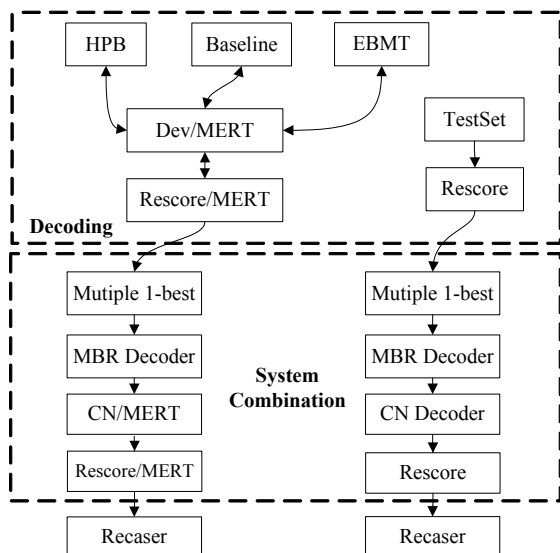 HPB
Baseline
EBMT
Dev/MERT
TestSet
Rescore/MERT
Rescore
Decoding
Mutiple 1-best
Mutiple 1-best
MBR Decoder
MBR Decoder
System
Combination
CN/MERT
CN Decoder
Rescore/MERT
Rescore
Recaser
Recaser